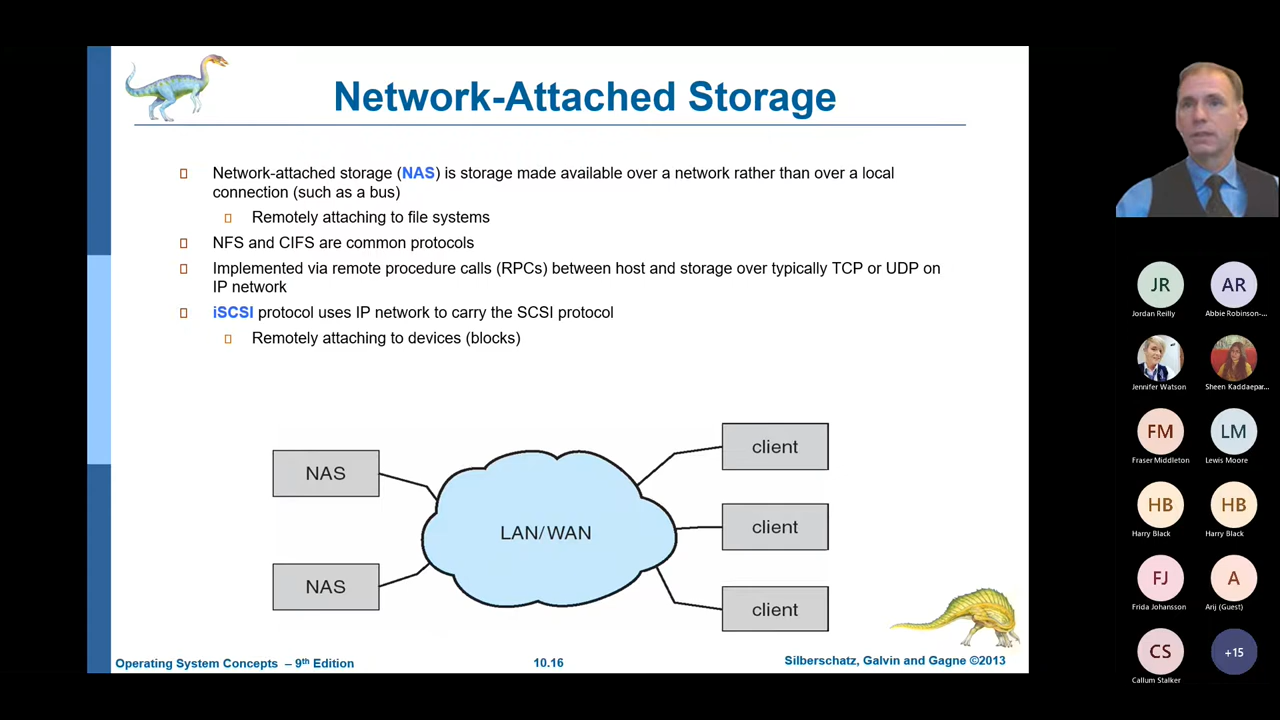 Network-Attached Storage
Network-attached storage (NAS) is storage made available over a network rather than over a local
connection (such as a bus)
Remotely attaching to file systems
NFS and CIFS are common protocols
Implemented via remote procedure calls (RPCs) between host and storage over typically TCP or UDP on
IP network
iSCSI protocol uses IP network to carry the SCSI protocol
Remotely attaching to devices (blocks)
NAS
NAS
LAN/WAN
client
client
client
Operating System Concepts – 9th Edition
10.16
Silberschatz, Galvin and Gagne ©2013
JR
Jordan Reilly
AR
Abbie Robinson-...
Jennifer Watson
Sheen Kaddaepar...
FM
Fraser Middleton
LM
Lewis Moore
HB
Harry Black
HB
Harry Black
FJ
Frida Johansson
A
Arij (Guest)
CS
Callum Stalker
+15